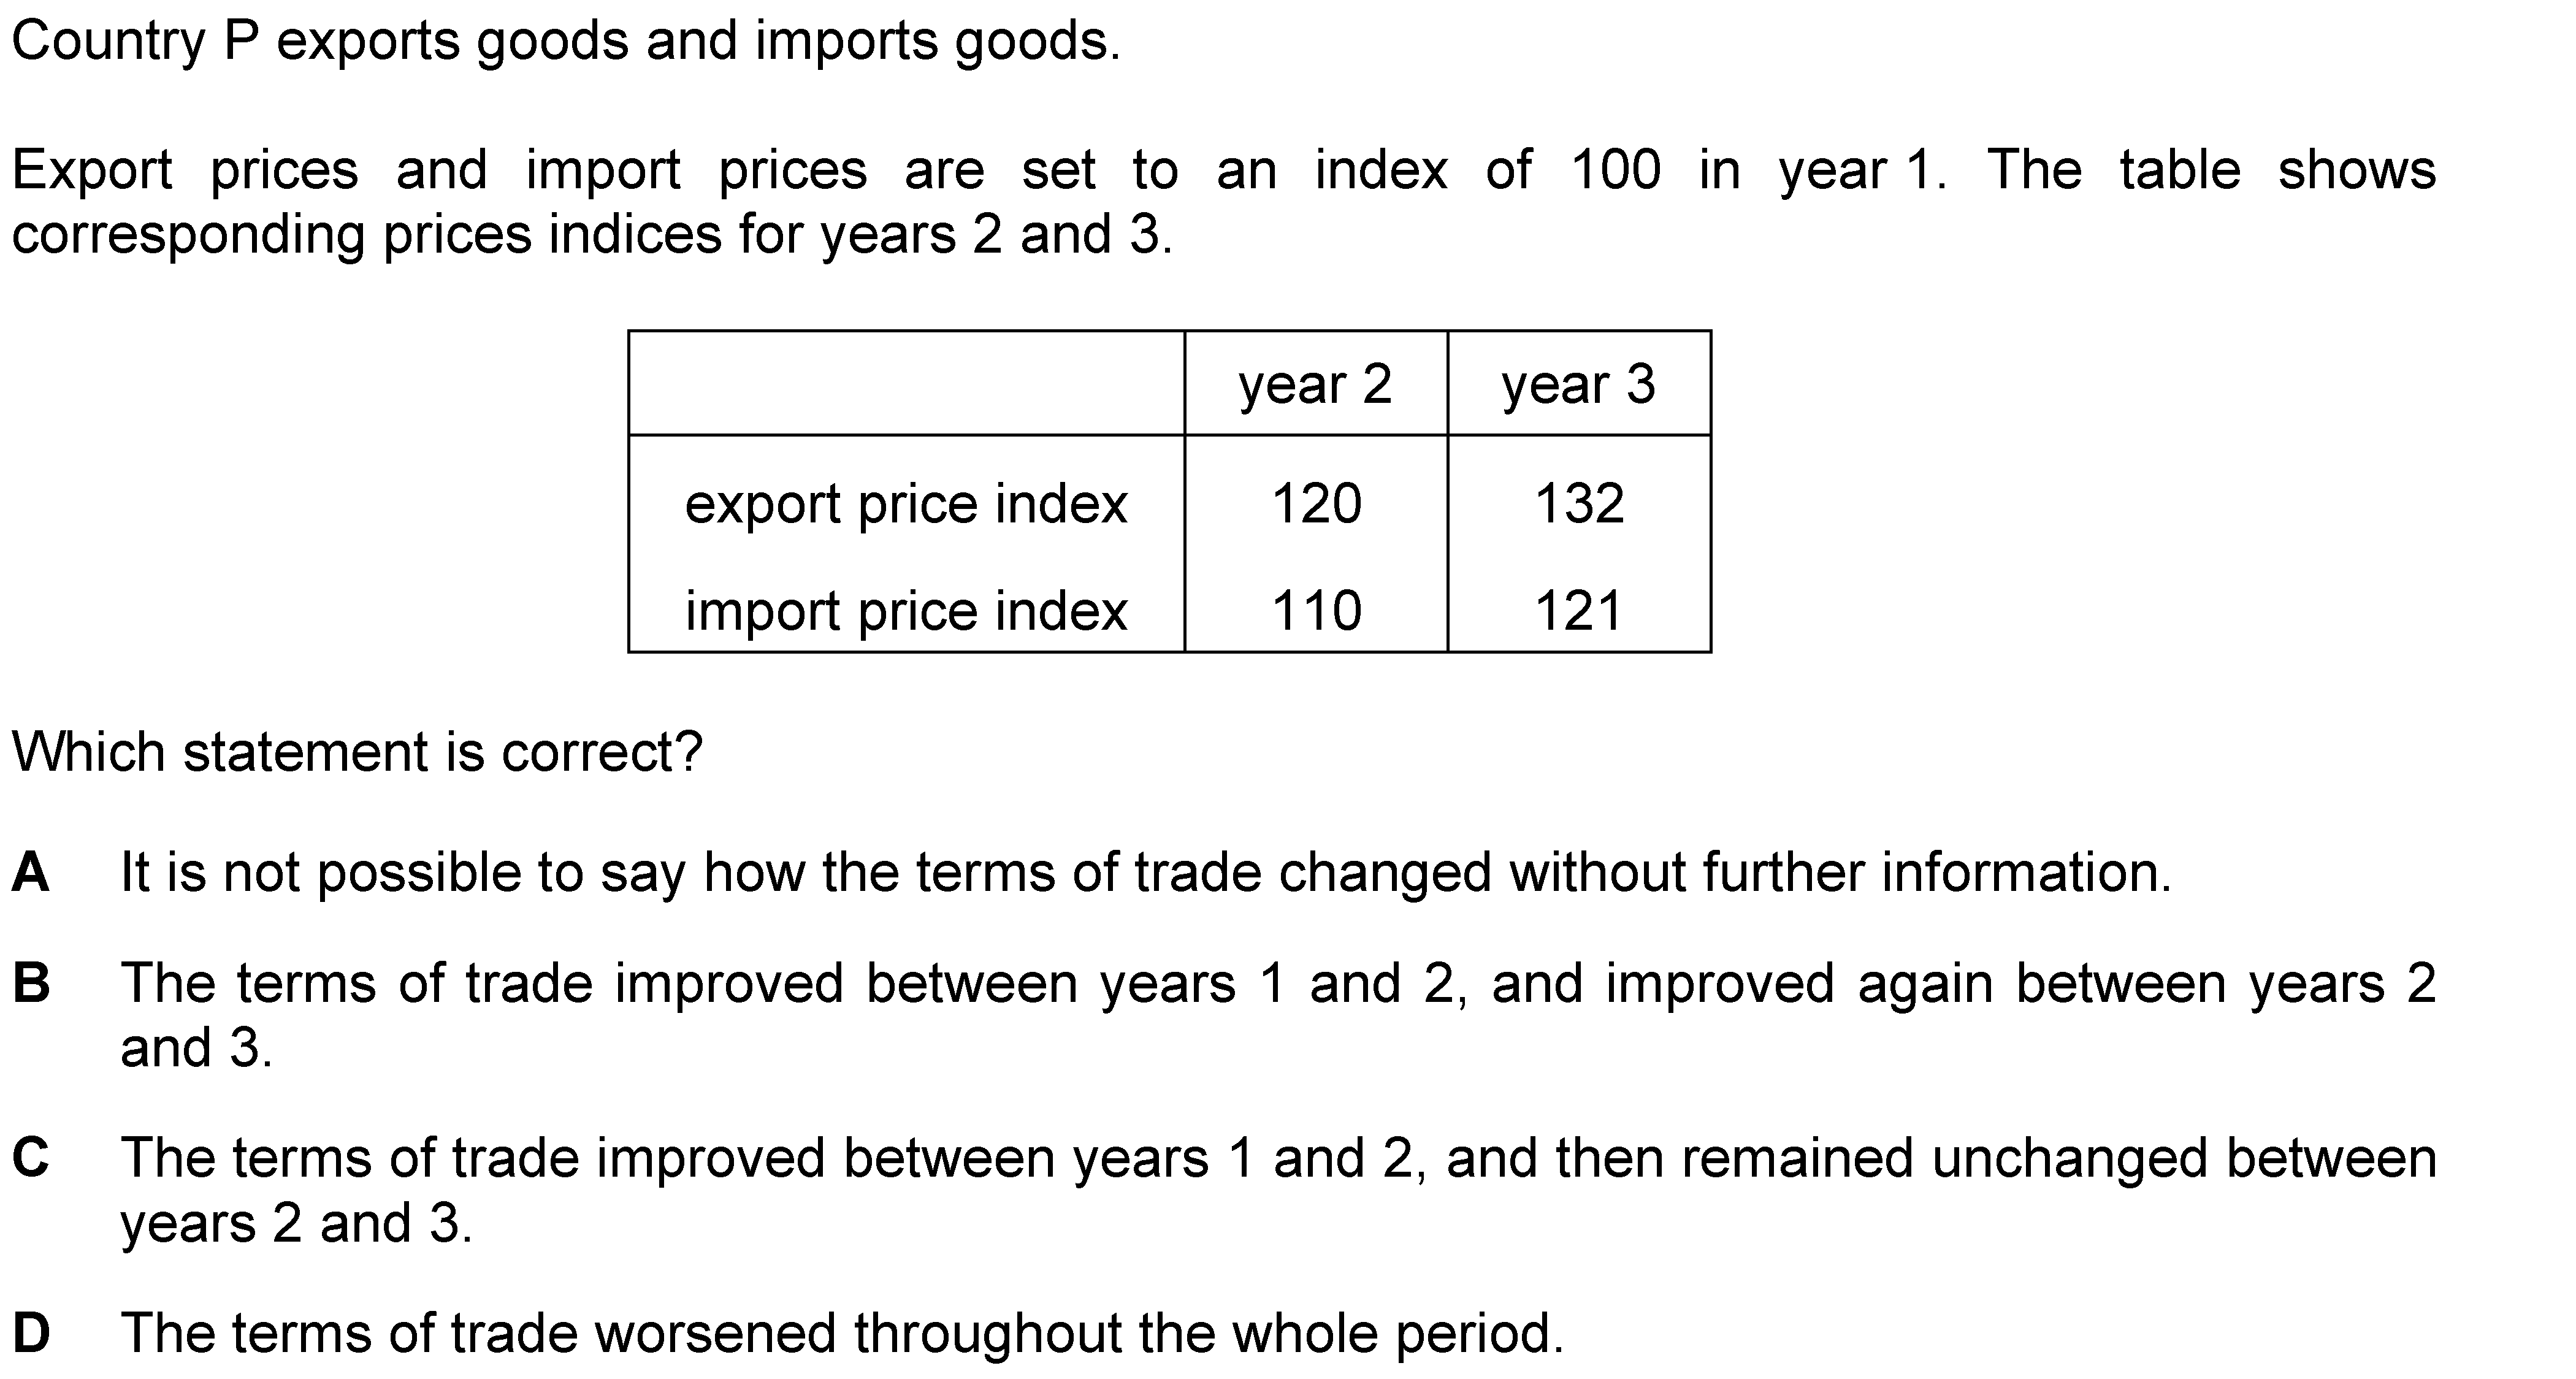 Country P exports goods and imports goods.
Export prices and import prices are set to an index of 100 in year 1. The table shows
corresponding prices indices for years 2 and 3.
year 2 year 3
export price index 120 132
import price index 110 121
Which statement is correct?
A It is not possible to say how the terms of trade changed without further information.
B The terms of trade improved between years 1 and 2, and improved again between years 2
and 3.
C The terms of trade improved between years 1 and 2, and then remained unchanged between
years 2 and 3.
D The terms of trade worsened throughout the whole period.